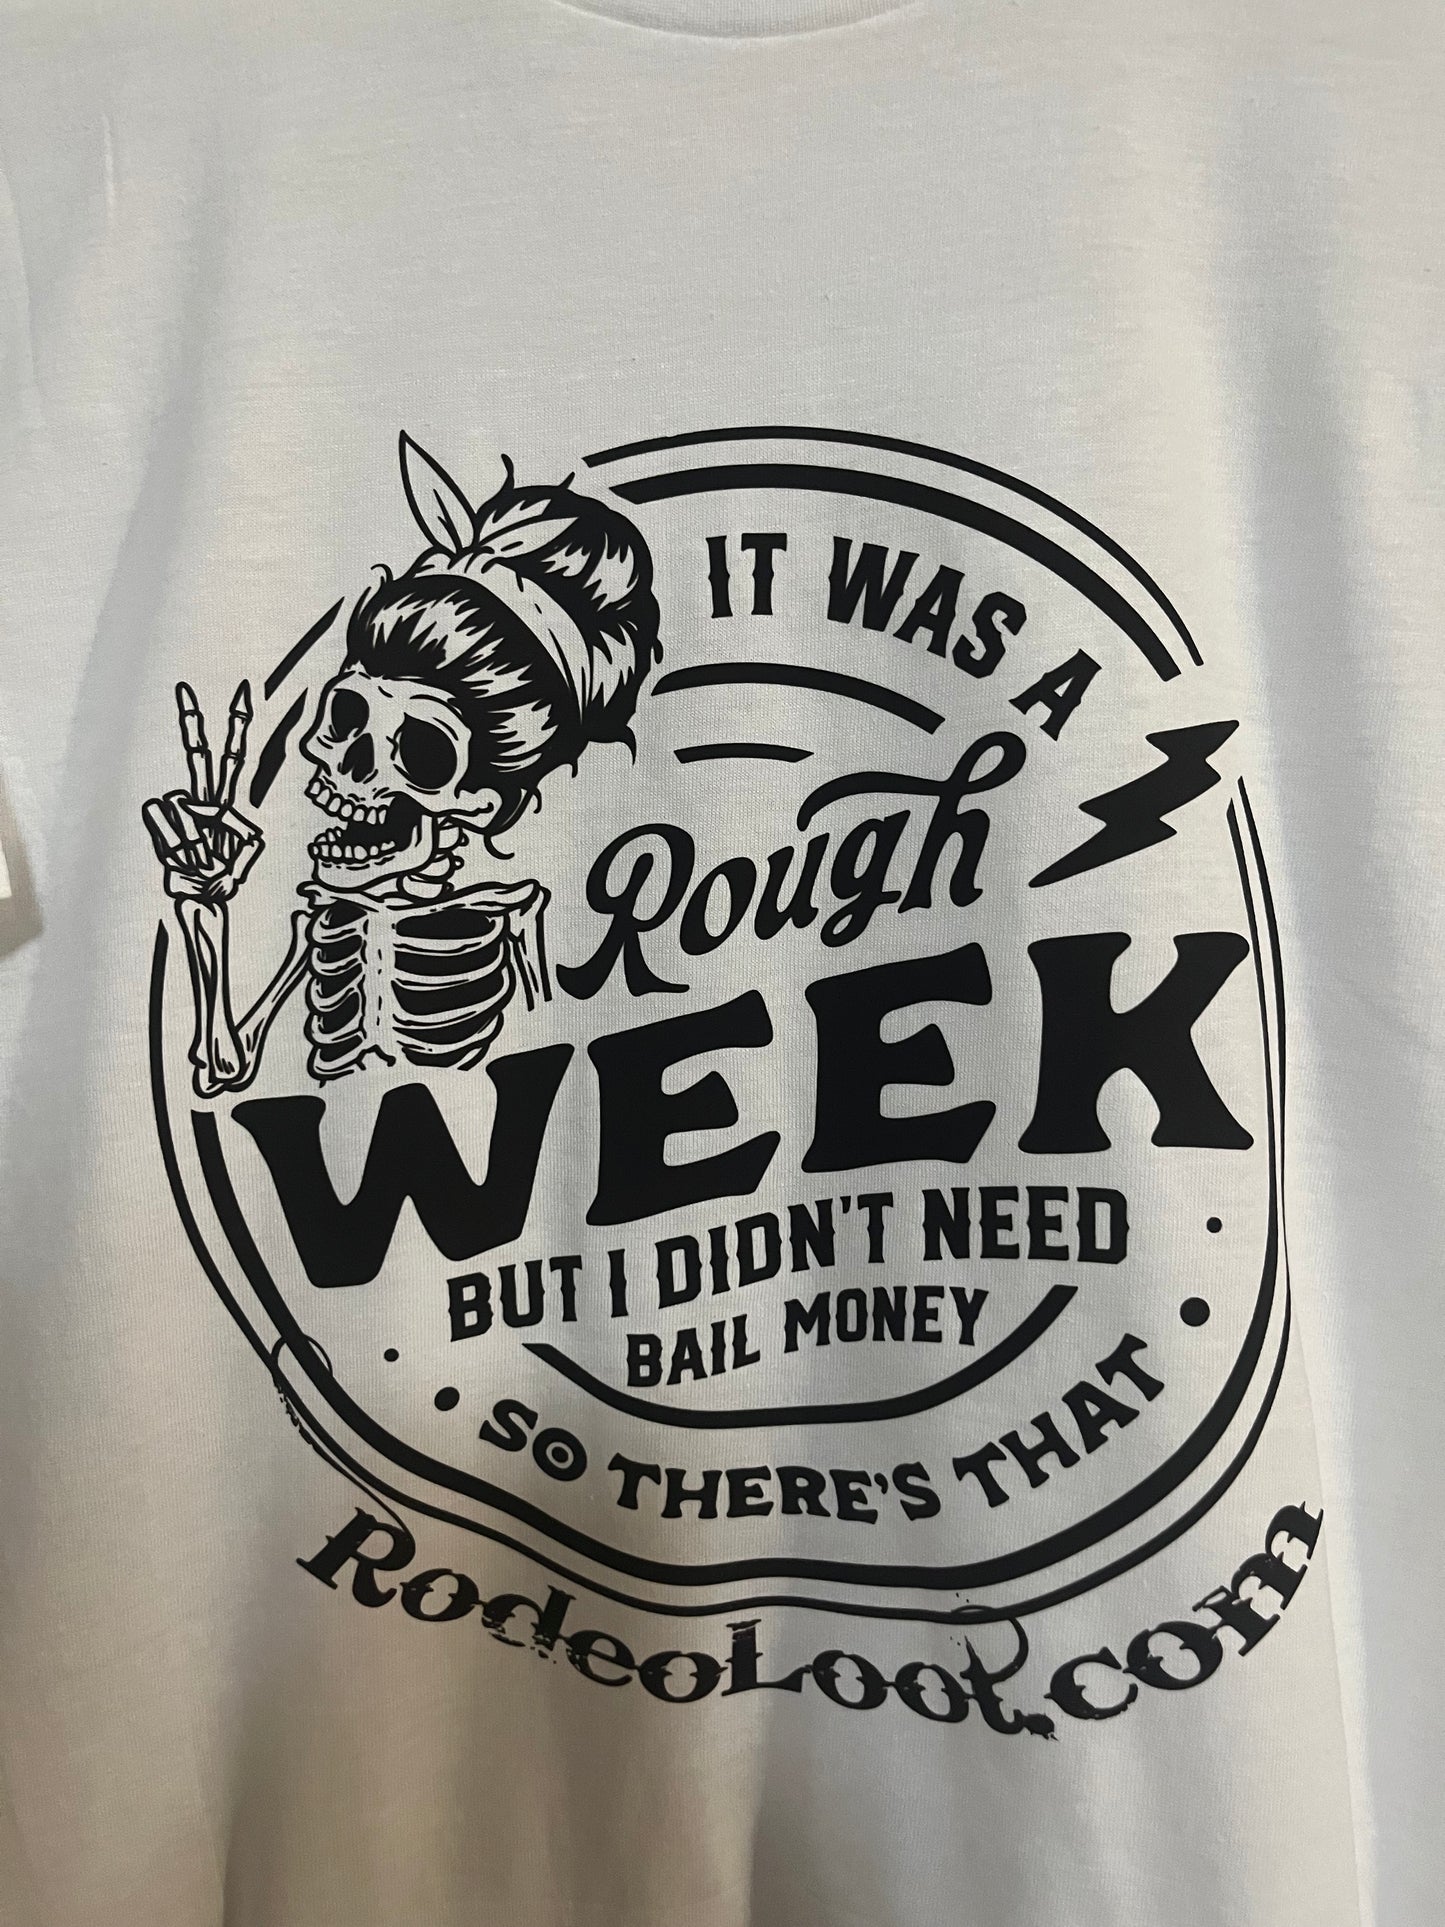 IT WAS A
Rough
WEEK
BUT I DIDN'T NEED
BAIL MONEY
SO THERE'S THAT
RodeoLoot.com